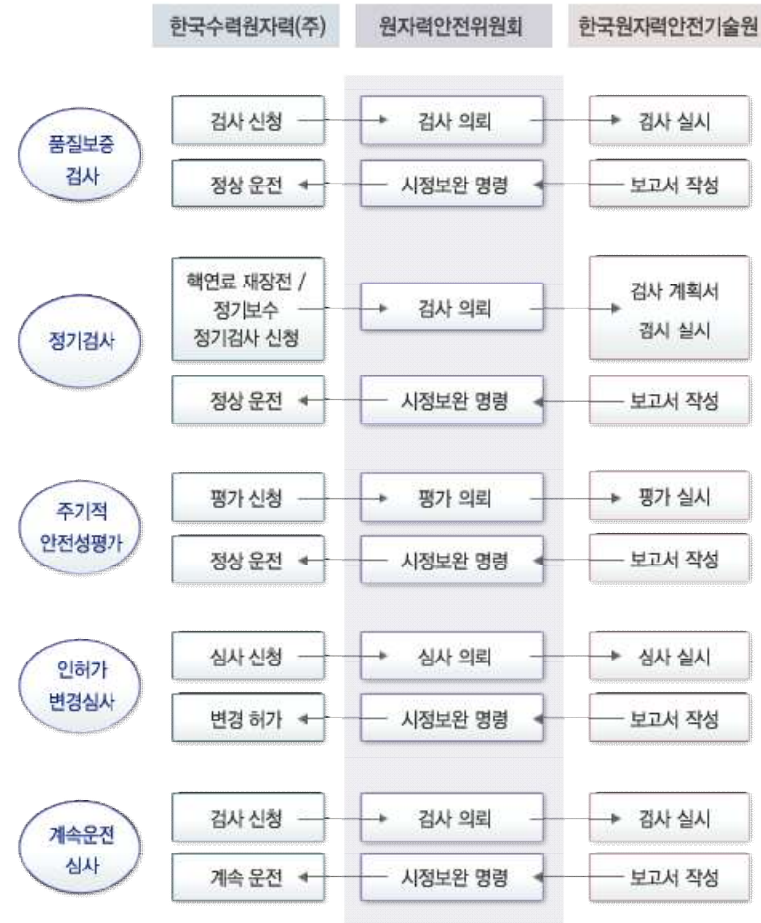 한국수력원자력(주) 원자력안전위원회 한국원자력안전기술원
품질보증
검사
검사 신청 검사 의뢰 검사 실시
정상 운전 시정보완 명령 보고서 작성
정기검사
핵연료 재장전 /
정기보수
정기검사 신청
검사 의뢰
검사 계획서
검시 실시
정상 운전 시정보완 명령 보고서 작성
주기적
안전성평가
평가 신청 평가 의뢰 평가 실시
정상 운전 시정보완 명령 보고서 작성
인허가
변경심사
심사 신청 심사 의뢰 심사 실시
변경 허가 시정보완 명령 보고서 작성
계속운전
심사
검사 신청 검사 의뢰 검사 실시
계속 운전 시정보완 명령 보고서 작성